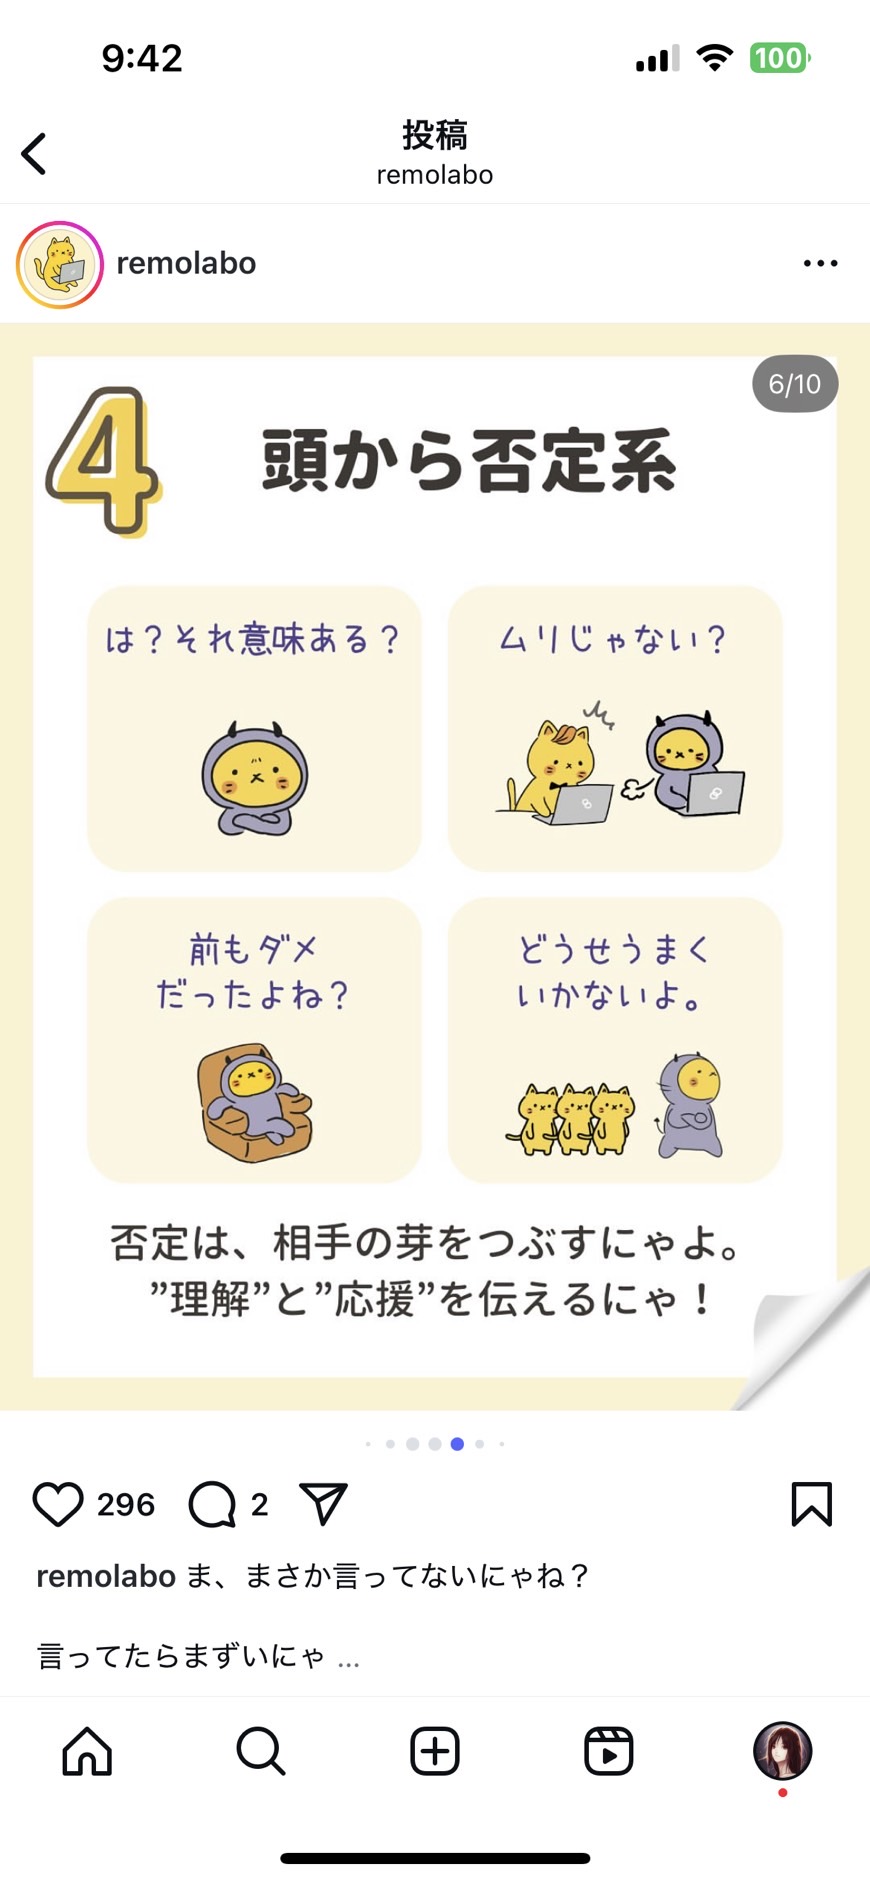 9:42
100
投稿
remolabo
remolabo
6/10
4
頭から否定系
は？それ意味ある？
ムリじゃない？
前もダメ
だったよね？
どうせうまく
いかないよ。
否定は、相手の芽をつぶすにゃよ。
”理解”と”応援”を伝えるにゃ！
296
2
remolabo ま、まさか言ってないにゃね？
言ってたらまずいにゃ ...